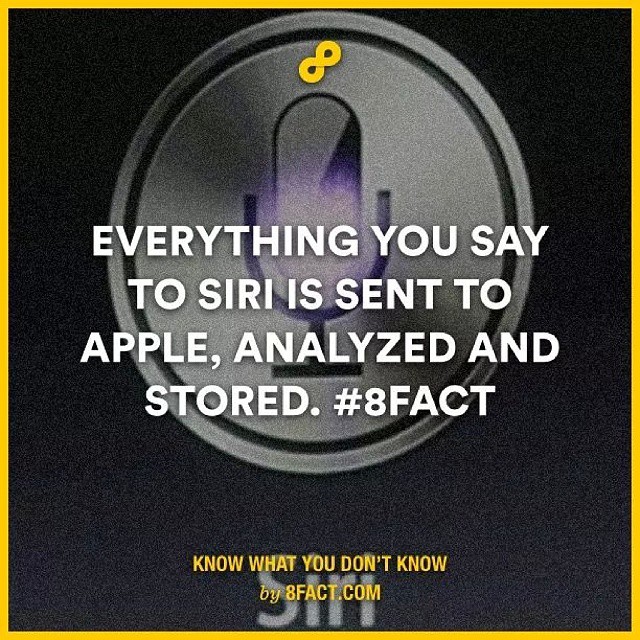 EVERYTHING YOU SAY
TO SIRI IS SENT TO
APPLE, ANALYZED AND
STORED. #8FACT
KNOW WHAT YOU DON'T KNOW
by 8FACT.COM
Siri